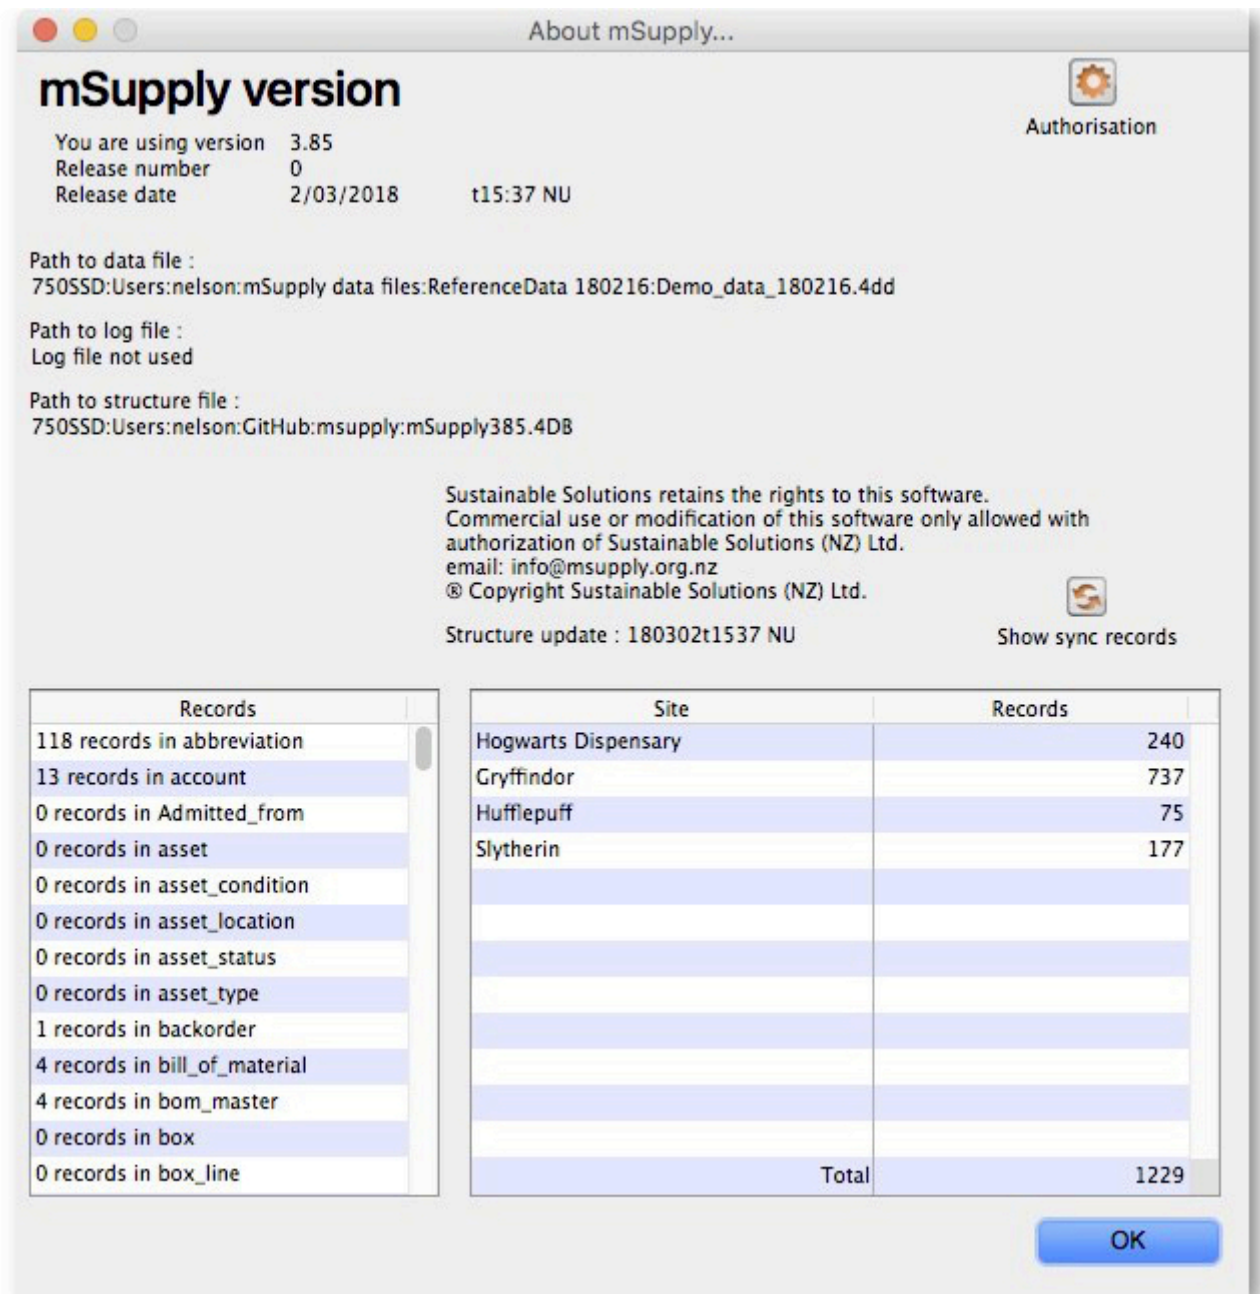 About mSupply...
mSupply version
Authorisation
You are using version 3.85
Release number 0
Release date 2/03/2018 t15:37 NU
Path to data file :
750SSD:Users:nelson:mSupply data files:ReferenceData 180216:Demo_data_180216.4dd
Path to log file :
Log file not used
Path to structure file :
750SSD:Users:nelson:GitHub:msupply:mSupply385.4DB
Sustainable Solutions retains the rights to this software.
Commercial use or modification of this software only allowed with
authorization of Sustainable Solutions (NZ) Ltd.
email: info@msupply.org.nz
® Copyright Sustainable Solutions (NZ) Ltd.
Structure update : 180302t1537 NU
Show sync records
Records
118 records in abbreviation
13 records in account
0 records in Admitted_from
0 records in asset
0 records in asset_condition
0 records in asset_location
0 records in asset_status
0 records in asset_type
1 records in backorder
4 records in bill_of_material
4 records in bom_master
0 records in box
0 records in box_line
Site Records
Hogwarts Dispensary 240
Gryffindor 737
Hufflepuff 75
Slytherin 177
Total 1229
OK